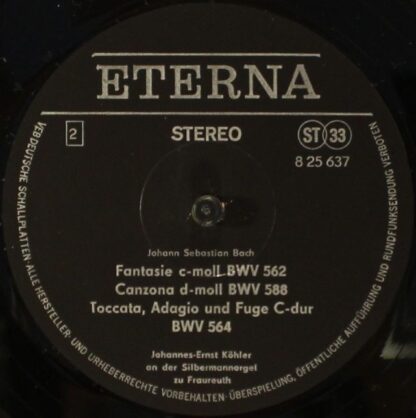 ETERNA
2
STEREO
ST 33
8 25 637
Johann Sebastian Bach
Fantasie c-moll BWV 562
Canzona d-moll BWV 588
Toccata, Adagio und Fuge C-dur
BWV 564
Johannes-Ernst Köhler
an der Silbermannorgel
zu Fraureuth
VEB DEUTSCHE SCHALLPLATTEN · ALLE HERSTELLER- UND URHEBERRECHTE VORBEHALTEN · ÜBERSPIELUNG, ÖFFENTLICHE AUFFÜHRUNG UND RUNDFUNKSENDUNG VERBOTEN